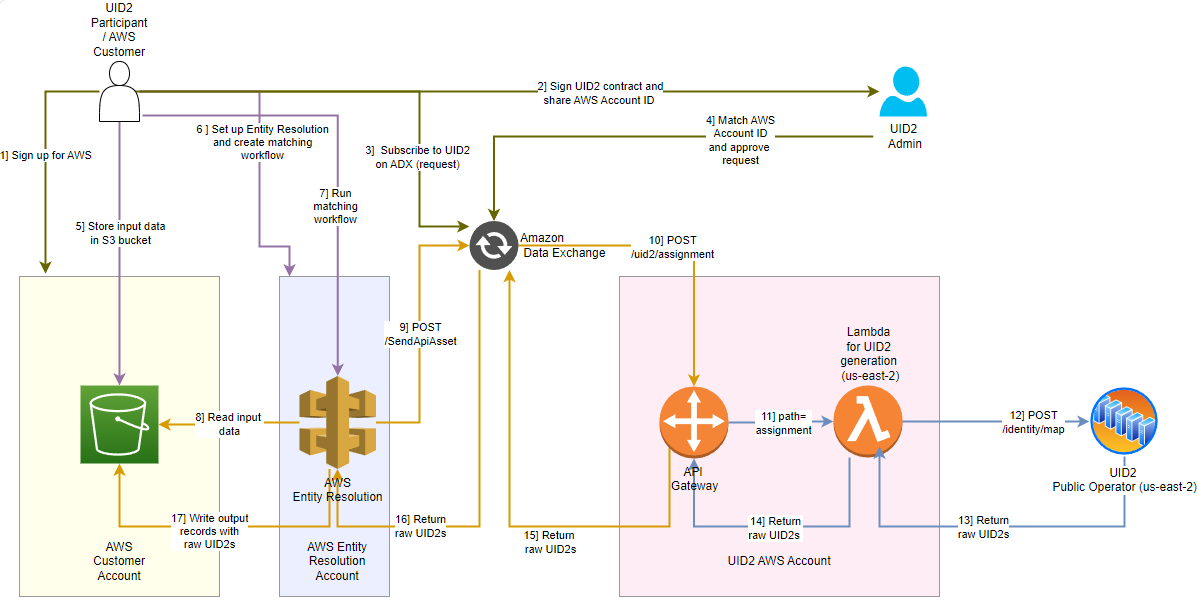 UID2
Participant
/ AWS
Customer
2] Sign UID2 contract and
share AWS Account ID
UID2
Admin
4] Match AWS
Account ID
and approve
request
1] Sign up for AWS
6 ] Set up Entity Resolution
and create matching
workflow
3]  Subscribe to UID2
on ADX (request)
7] Run
matching
workflow
5] Store input data
in S3 bucket
Amazon
Data Exchange
10] POST
/uid2/assignment
9] POST
/SendApiAsset
Lambda
for UID2
generation
(us-east-2)
8] Read input
data
11] path=
assignment
12] POST
/identity/map
AWS
Entity Resolution
API
Gateway
UID2
Public Operator (us-east-2)
17] Write output
records with
raw UID2s
16] Return
raw UID2s
15] Return
raw UID2s
14] Return
raw UID2s
13] Return
raw UID2s
AWS
Customer
Account
AWS Entity
Resolution
Account
UID2 AWS Account